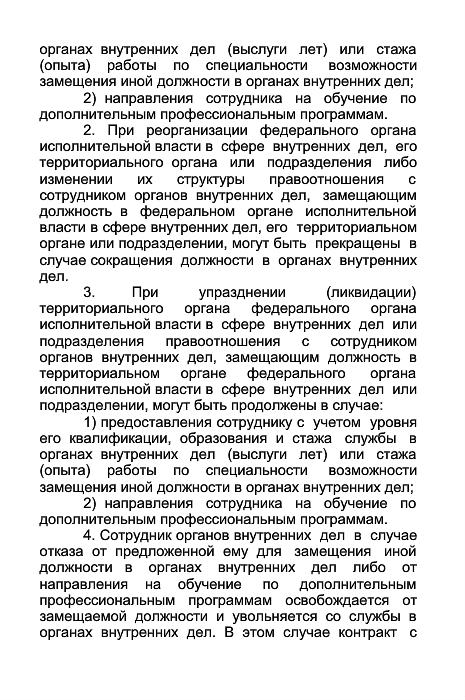 органах внутренних дел (выслуги лет) или стажа
(опыта) работы по специальности возможности
замещения иной должности в органах внутренних дел;
2) направления сотрудника на обучение по
дополнительным профессиональным программам.
2. При реорганизации федерального органа
исполнительной власти в сфере внутренних дел, его
территориального органа или подразделения либо
изменении их структуры правоотношения с
сотрудником органов внутренних дел, замещающим
должность в федеральном органе исполнительной
власти в сфере внутренних дел, его территориальном
органе или подразделении, могут быть прекращены в
случае сокращения должности в органах внутренних
дел.
3. При упразднении (ликвидации)
территориального органа федерального органа
исполнительной власти в сфере внутренних дел или
подразделения правоотношения с сотрудником
органов внутренних дел, замещающим должность в
территориальном органе федерального органа
исполнительной власти в сфере внутренних дел или
подразделении, могут быть продолжены в случае:
1) предоставления сотруднику с учетом уровня
его квалификации, образования и стажа службы в
органах внутренних дел (выслуги лет) или стажа
(опыта) работы по специальности возможности
замещения иной должности в органах внутренних дел;
2) направления сотрудника на обучение по
дополнительным профессиональным программам.
4. Сотрудник органов внутренних дел в случае
отказа от предложенной ему для замещения иной
должности в органах внутренних дел либо от
направления на обучение по дополнительным
профессиональным программам освобождается от
замещаемой должности и увольняется со службы в
органах внутренних дел. В этом случае контракт с